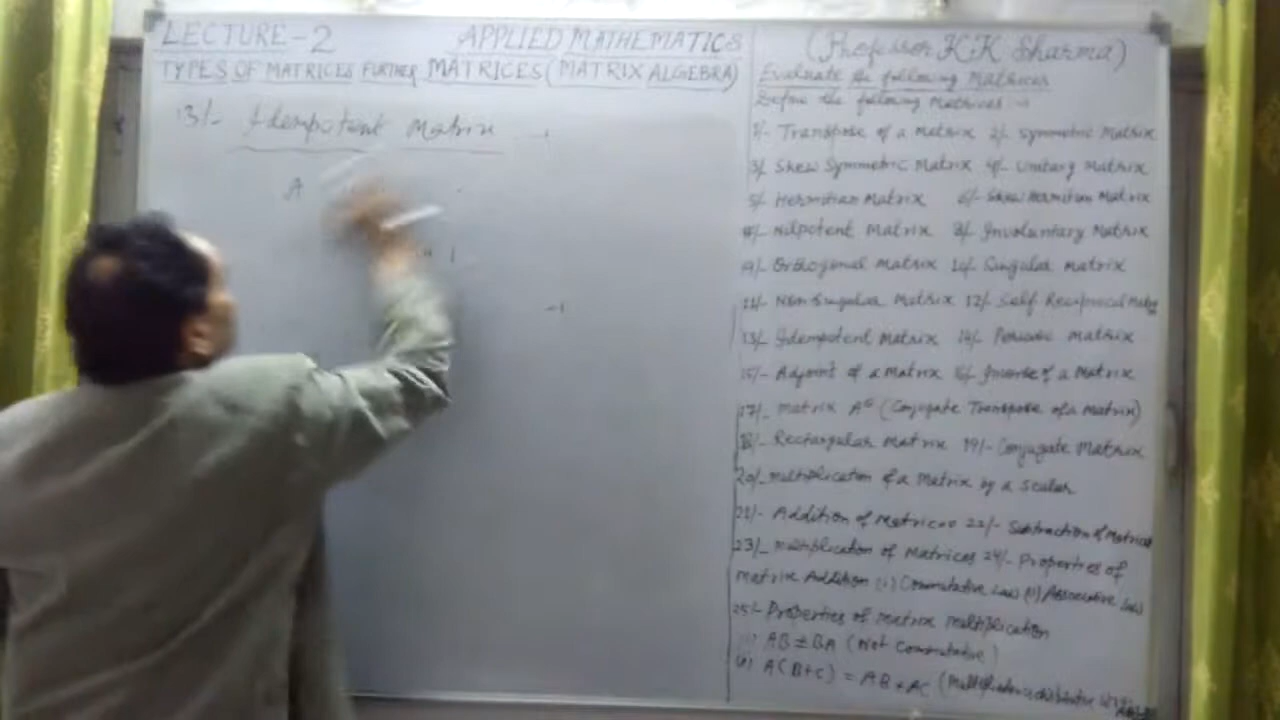 LECTURE-2 APPLIED MATHEMATICS
TYPES OF MATRICES FURTHER MATRICES (MATRIX ALGEBRA)
13/- Idempotent Matrix
A
(Professor K.K Sharma)
Evaluate the following Matrices
Define the following Matrices
1/- Transpose of a Matrix 2/- Symmetric Matrix
3/ Skew Symmetric Matrix 4/- Unitary Matrix
5/ Hermitian Matrix 6/- Skew Hermitian Matrix
Nilpotent Matrix 8/- Involuntary Matrix
9/- Orthogonal Matrix 10/- Singular Matrix
11/- Non Singular Matrix 12/- Self Reciprocal Matrix
13/- Idempotent Matrix 14/- Periodic Matrix
15/- Adjoint of a Matrix 16/- Inverse of a Matrix
17/- Matrix A^θ (Conjugate Transpose of a Matrix)
18/- Rectangular Matrix 19/- Conjugate Matrix
20/- Multiplication of a Matrix by a Scalar
21/- Addition of Matrices 22/- Subtraction of Matrices
23/- Multiplication of Matrices 24/- Properties of
Matrix Addition (i) Commutative Law (ii) Associative Law
25/- Properties of Matrix Multiplication
(i) AB ≠ BA (Not Commutative)
(ii) A(B+C) = AB + AC (Multiplication distributive